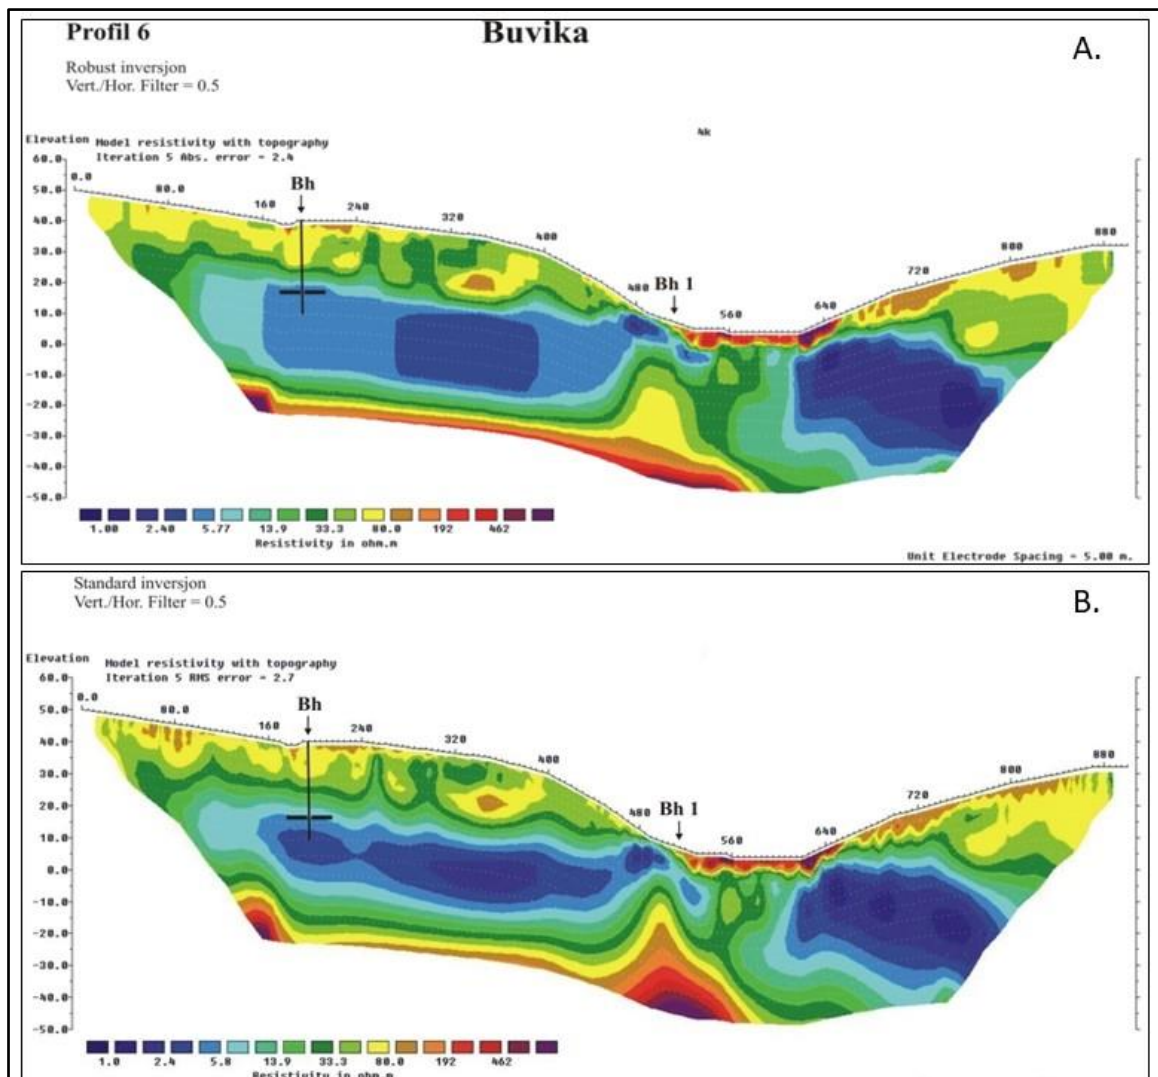 Profil 6
Buvika
A.
Robust inversjon
Vert./Hor. Filter = 0.5
4k
Elevation
Model resistivity with topography
Iteration 5 Abs. error = 2.4
60.0
50.0
40.0
30.0
20.0
10.0
0.0
-10.0
-20.0
-30.0
-40.0
-50.0
0.0
80.0
160
Bh
240
320
400
480
Bh 1
560
640
720
800
880
1.00 2.40 5.77 13.9 33.3 80.0 192 462
Resistivity in ohm.m
Unit Electrode Spacing = 5.00 m.
Standard inversjon
B.
Vert./Hor. Filter = 0.5
Elevation
Model resistivity with topography
Iteration 5 RMS error = 2.7
60.0
50.0
40.0
30.0
20.0
10.0
0.0
-10.0
-20.0
-30.0
-40.0
-50.0
0.0
80.0
160
Bh
240
320
400
480
Bh 1
560
640
720
800
880
1.0 2.4 5.8 13.9 33.3 80.0 192 462
Resistivity in ohm.m